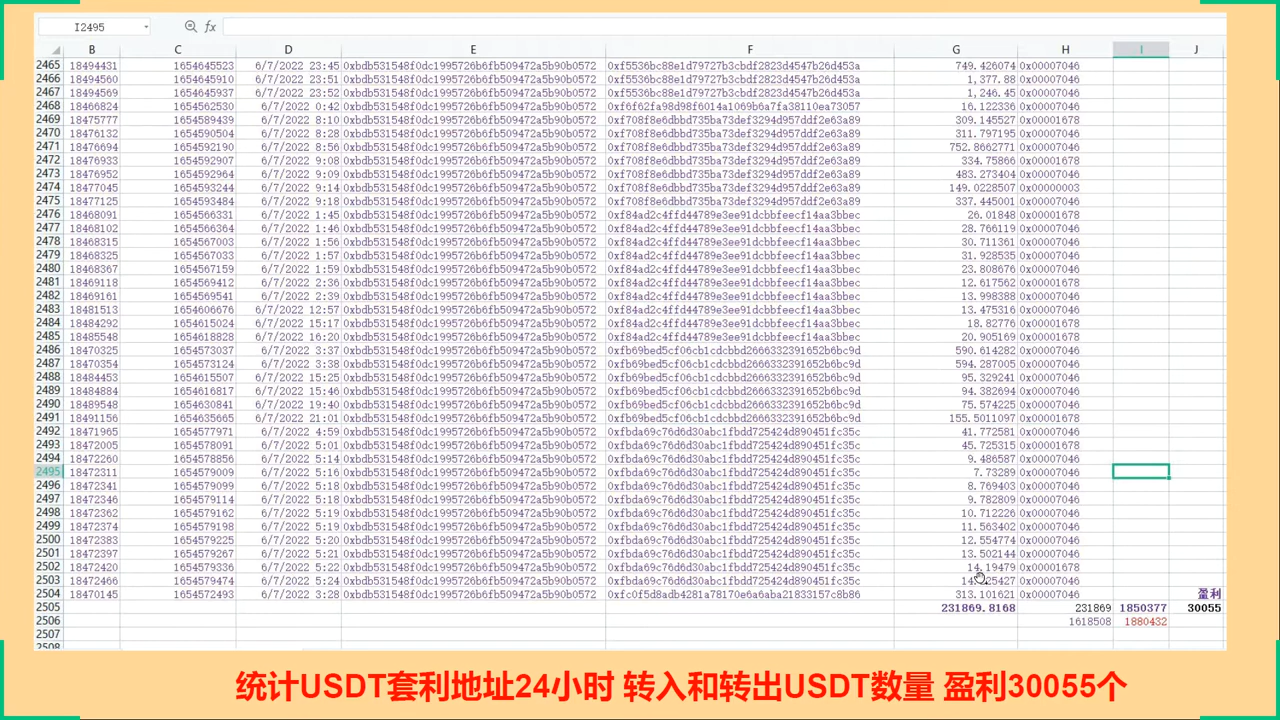 I2495 fx
B C D E F G H I J
2465 18494431 1654645523 6/7/2022 23:45 0xbdb531548f0dc1995726b6fb509472a5b90b0572 0xf5536bc88e1d79727b3cbdf2823d4547b26d453a 749.426074 0x00007046
2466 18494560 1654645910 6/7/2022 23:51 0xbdb531548f0dc1995726b6fb509472a5b90b0572 0xf5536bc88e1d79727b3cbdf2823d4547b26d453a 1,377.88 0x00007046
2467 18494569 1654645937 6/7/2022 23:52 0xbdb531548f0dc1995726b6fb509472a5b90b0572 0xf5536bc88e1d79727b3cbdf2823d4547b26d453a 1,246.45 0x00007046
2468 18466824 1654562530 6/7/2022 0:42 0xbdb531548f0dc1995726b6fb509472a5b90b0572 0xf6f62fa98d98f6014a1069b6a7fa38110ea73057 16.122336 0x00007046
2469 18475777 1654589439 6/7/2022 8:10 0xbdb531548f0dc1995726b6fb509472a5b90b0572 0xf708f8e6dbbd735ba73def3294d957ddf2e63a89 309.145527 0x00001678
2470 18476132 1654590504 6/7/2022 8:28 0xbdb531548f0dc1995726b6fb509472a5b90b0572 0xf708f8e6dbbd735ba73def3294d957ddf2e63a89 311.797195 0x00007046
2471 18476694 1654592190 6/7/2022 8:56 0xbdb531548f0dc1995726b6fb509472a5b90b0572 0xf708f8e6dbbd735ba73def3294d957ddf2e63a89 752.8662771 0x00007046
2472 18476933 1654592907 6/7/2022 9:08 0xbdb531548f0dc1995726b6fb509472a5b90b0572 0xf708f8e6dbbd735ba73def3294d957ddf2e63a89 334.75866 0x00001678
2473 18476952 1654592964 6/7/2022 9:09 0xbdb531548f0dc1995726b6fb509472a5b90b0572 0xf708f8e6dbbd735ba73def3294d957ddf2e63a89 483.273404 0x00007046
2474 18477045 1654593244 6/7/2022 9:14 0xbdb531548f0dc1995726b6fb509472a5b90b0572 0xf708f8e6dbbd735ba73def3294d957ddf2e63a89 149.0228507 0x00000003
2475 18477125 1654593484 6/7/2022 9:18 0xbdb531548f0dc1995726b6fb509472a5b90b0572 0xf708f8e6dbbd735ba73def3294d957ddf2e63a89 337.445001 0x00007046
2476 18468091 1654566331 6/7/2022 1:45 0xbdb531548f0dc1995726b6fb509472a5b90b0572 0xf84ad2c4ffd44789e3ee91dcbbfeecf14aa3bbec 26.01848 0x00001678
2477 18468102 1654566364 6/7/2022 1:46 0xbdb531548f0dc1995726b6fb509472a5b90b0572 0xf84ad2c4ffd44789e3ee91dcbbfeecf14aa3bbec 28.766119 0x00007046
2478 18468315 1654567003 6/7/2022 1:56 0xbdb531548f0dc1995726b6fb509472a5b90b0572 0xf84ad2c4ffd44789e3ee91dcbbfeecf14aa3bbec 30.711361 0x00007046
2479 18468325 1654567033 6/7/2022 1:57 0xbdb531548f0dc1995726b6fb509472a5b90b0572 0xf84ad2c4ffd44789e3ee91dcbbfeecf14aa3bbec 31.928535 0x00007046
2480 18468367 1654567159 6/7/2022 1:59 0xbdb531548f0dc1995726b6fb509472a5b90b0572 0xf84ad2c4ffd44789e3ee91dcbbfeecf14aa3bbec 23.808676 0x00007046
2481 18469118 1654569412 6/7/2022 2:36 0xbdb531548f0dc1995726b6fb509472a5b90b0572 0xf84ad2c4ffd44789e3ee91dcbbfeecf14aa3bbec 12.617562 0x00007046
2482 18469161 1654569541 6/7/2022 2:39 0xbdb531548f0dc1995726b6fb509472a5b90b0572 0xf84ad2c4ffd44789e3ee91dcbbfeecf14aa3bbec 13.998388 0x00007046
2483 18481513 1654606676 6/7/2022 12:57 0xbdb531548f0dc1995726b6fb509472a5b90b0572 0xf84ad2c4ffd44789e3ee91dcbbfeecf14aa3bbec 13.475316 0x00007046
2484 18484292 1654615024 6/7/2022 15:17 0xbdb531548f0dc1995726b6fb509472a5b90b0572 0xf84ad2c4ffd44789e3ee91dcbbfeecf14aa3bbec 18.82776 0x00001678
2485 18485548 1654618828 6/7/2022 16:20 0xbdb531548f0dc1995726b6fb509472a5b90b0572 0xf84ad2c4ffd44789e3ee91dcbbfeecf14aa3bbec 20.905169 0x00001678
2486 18470325 1654573037 6/7/2022 3:37 0xbdb531548f0dc1995726b6fb509472a5b90b0572 0xfb69bed5cf06cb1cdcbbd2666332391652b6bc9d 590.614282 0x00007046
2487 18470354 1654573124 6/7/2022 3:38 0xbdb531548f0dc1995726b6fb509472a5b90b0572 0xfb69bed5cf06cb1cdcbbd2666332391652b6bc9d 594.287005 0x00007046
2488 18484453 1654615507 6/7/2022 15:25 0xbdb531548f0dc1995726b6fb509472a5b90b0572 0xfb69bed5cf06cb1cdcbbd2666332391652b6bc9d 95.329241 0x00007046
2489 18484884 1654616817 6/7/2022 15:46 0xbdb531548f0dc1995726b6fb509472a5b90b0572 0xfb69bed5cf06cb1cdcbbd2666332391652b6bc9d 94.382694 0x00007046
2490 18489548 1654630841 6/7/2022 19:40 0xbdb531548f0dc1995726b6fb509472a5b90b0572 0xfb69bed5cf06cb1cdcbbd2666332391652b6bc9d 75.574225 0x00007046
2491 18491156 1654635665 6/7/2022 21:01 0xbdb531548f0dc1995726b6fb509472a5b90b0572 0xfb69bed5cf06cb1cdcbbd2666332391652b6bc9d 155.5011097 0x00001678
2492 18471965 1654577971 6/7/2022 4:59 0xbdb531548f0dc1995726b6fb509472a5b90b0572 0xfbda69c76d6d30abc1fbdd725424d890451fc35c 41.772581 0x00007046
2493 18472005 1654578091 6/7/2022 5:01 0xbdb531548f0dc1995726b6fb509472a5b90b0572 0xfbda69c76d6d30abc1fbdd725424d890451fc35c 45.725315 0x00001678
2494 18472260 1654578856 6/7/2022 5:14 0xbdb531548f0dc1995726b6fb509472a5b90b0572 0xfbda69c76d6d30abc1fbdd725424d890451fc35c 9.486587 0x00007046
2495 18472311 1654579009 6/7/2022 5:16 0xbdb531548f0dc1995726b6fb509472a5b90b0572 0xfbda69c76d6d30abc1fbdd725424d890451fc35c 7.73289 0x00007046
2496 18472341 1654579099 6/7/2022 5:18 0xbdb531548f0dc1995726b6fb509472a5b90b0572 0xfbda69c76d6d30abc1fbdd725424d890451fc35c 8.769403 0x00007046
2497 18472346 1654579114 6/7/2022 5:18 0xbdb531548f0dc1995726b6fb509472a5b90b0572 0xfbda69c76d6d30abc1fbdd725424d890451fc35c 9.782809 0x00007046
2498 18472362 1654579162 6/7/2022 5:19 0xbdb531548f0dc1995726b6fb509472a5b90b0572 0xfbda69c76d6d30abc1fbdd725424d890451fc35c 10.712226 0x00007046
2499 18472374 1654579198 6/7/2022 5:19 0xbdb531548f0dc1995726b6fb509472a5b90b0572 0xfbda69c76d6d30abc1fbdd725424d890451fc35c 11.563402 0x00007046
2500 18472383 1654579225 6/7/2022 5:20 0xbdb531548f0dc1995726b6fb509472a5b90b0572 0xfbda69c76d6d30abc1fbdd725424d890451fc35c 12.554774 0x00007046
2501 18472397 1654579267 6/7/2022 5:21 0xbdb531548f0dc1995726b6fb509472a5b90b0572 0xfbda69c76d6d30abc1fbdd725424d890451fc35c 13.502144 0x00007046
2502 18472420 1654579336 6/7/2022 5:22 0xbdb531548f0dc1995726b6fb509472a5b90b0572 0xfbda69c76d6d30abc1fbdd725424d890451fc35c 14.19479 0x00001678
2503 18472466 1654579474 6/7/2022 5:24 0xbdb531548f0dc1995726b6fb509472a5b90b0572 0xfbda69c76d6d30abc1fbdd725424d890451fc35c 0x00007046
2504 18470145 1654572493 6/7/2022 3:28 0xbdb531548f0dc1995726b6fb509472a5b90b0572 0xfc0f5d8adb4281a78170e6a6aba21833157c8b86 313.101621 0x00007046 盈利
2505 231869.8168 231869 1850377 30055
2506 1618508 1880432
2507
2508
统计USDT套利地址24小时 转入和转出USDT数量 盈利30055个